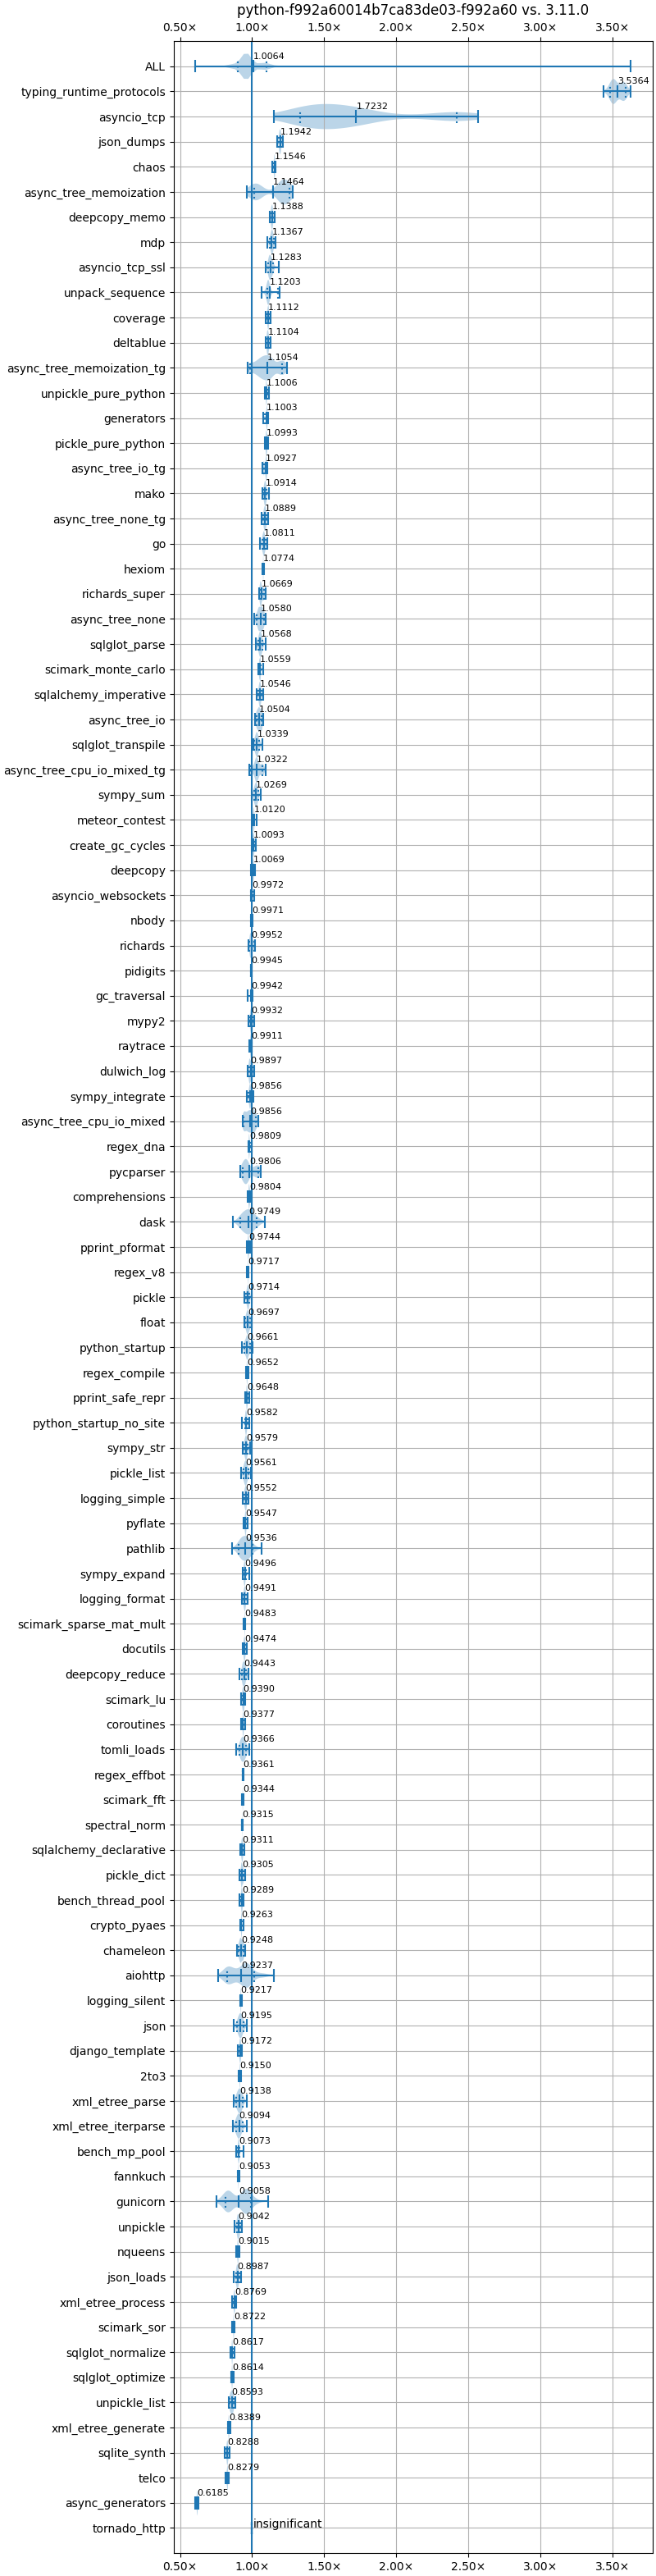 python-f992a60014b7ca83de03-f992a60 vs. 3.11.0
0.50× 1.00× 1.50× 2.00× 2.50× 3.00× 3.50×
ALL 1.0064
typing_runtime_protocols 3.5364
asyncio_tcp 1.7232
json_dumps 1.1942
chaos 1.1546
async_tree_memoization 1.1464
deepcopy_memo 1.1388
mdp 1.1367
asyncio_tcp_ssl 1.1283
unpack_sequence 1.1203
coverage 1.1112
deltablue 1.1104
async_tree_memoization_tg 1.1054
unpickle_pure_python 1.1006
generators 1.1003
pickle_pure_python 1.0993
async_tree_io_tg 1.0927
mako 1.0914
async_tree_none_tg 1.0889
go 1.0811
hexiom 1.0774
richards_super 1.0669
async_tree_none 1.0580
sqlglot_parse 1.0568
scimark_monte_carlo 1.0559
sqlalchemy_imperative 1.0546
async_tree_io 1.0504
sqlglot_transpile 1.0339
async_tree_cpu_io_mixed_tg 1.0322
sympy_sum 1.0269
meteor_contest 1.0120
create_gc_cycles 1.0093
deepcopy 1.0069
asyncio_websockets 0.9972
nbody 0.9971
richards 0.9952
pidigits 0.9945
gc_traversal 0.9942
mypy2 0.9932
raytrace 0.9911
dulwich_log 0.9897
sympy_integrate 0.9856
async_tree_cpu_io_mixed 0.9856
regex_dna 0.9809
pycparser 0.9806
comprehensions 0.9804
dask 0.9749
pprint_pformat 0.9744
regex_v8 0.9717
pickle 0.9714
float 0.9697
python_startup 0.9661
regex_compile 0.9652
pprint_safe_repr 0.9648
python_startup_no_site 0.9582
sympy_str 0.9579
pickle_list 0.9561
logging_simple 0.9552
pyflate 0.9547
pathlib 0.9536
sympy_expand 0.9496
logging_format 0.9491
scimark_sparse_mat_mult 0.9483
docutils 0.9474
deepcopy_reduce 0.9443
scimark_lu 0.9390
coroutines 0.9377
tomli_loads 0.9366
regex_effbot 0.9361
scimark_fft 0.9344
spectral_norm 0.9315
sqlalchemy_declarative 0.9311
pickle_dict 0.9305
bench_thread_pool 0.9289
crypto_pyaes 0.9263
chameleon 0.9248
aiohttp 0.9237
logging_silent 0.9217
json 0.9195
django_template 0.9172
2to3 0.9150
xml_etree_parse 0.9138
xml_etree_iterparse 0.9094
bench_mp_pool 0.9073
fannkuch 0.9053
gunicorn 0.9058
unpickle 0.9042
nqueens 0.9015
json_loads 0.8987
xml_etree_process 0.8769
scimark_sor 0.8722
sqlglot_normalize 0.8617
sqlglot_optimize 0.8614
unpickle_list 0.8593
xml_etree_generate 0.8389
sqlite_synth 0.8288
telco 0.8279
async_generators 0.6185
tornado_http insignificant
0.50× 1.00× 1.50× 2.00× 2.50× 3.00× 3.50×